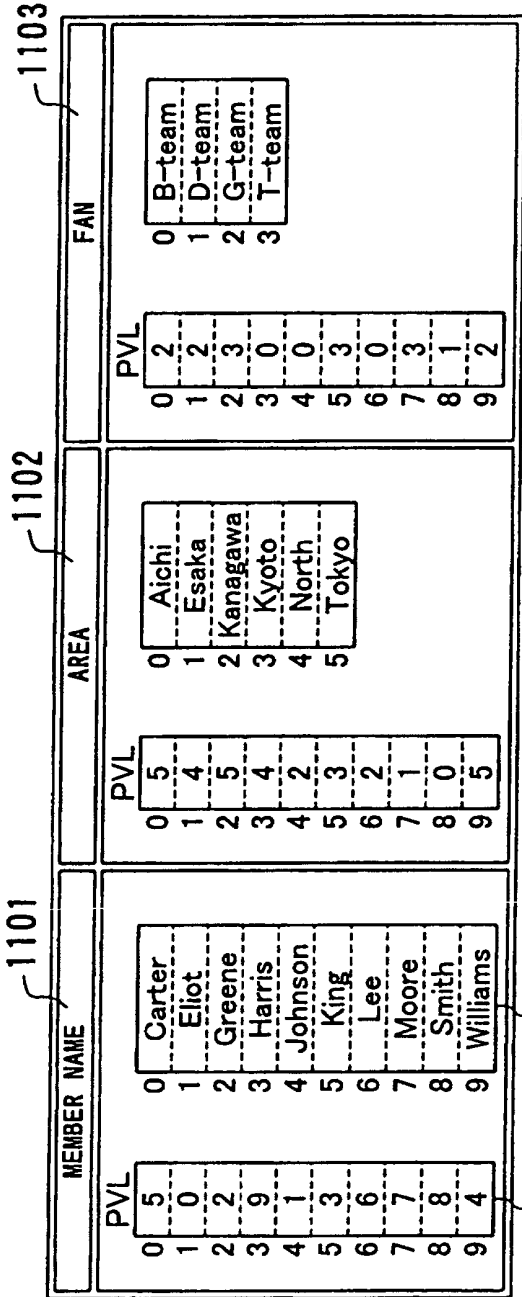 1101 1102 1103
MEMBER NAME AREA FAN
PVL PVL PVL
0 5 0 Carter 0 5 0 Aichi 0 2 0 B-team
1 0 1 Eliot 1 4 1 Esaka 1 2 1 D-team
2 2 2 Greene 2 5 2 Kanagawa 2 3 2 G-team
3 9 3 Harris 3 4 3 Kyoto 3 0 3 T-team
4 1 4 Johnson 4 2 4 North 4 0
5 3 5 King 5 3 5 Tokyo 5 3
6 6 6 Lee 6 2 6 0
7 7 7 Moore 7 1 7 3
8 8 8 Smith 8 0 8 1
9 4 9 Williams 9 5 9 2